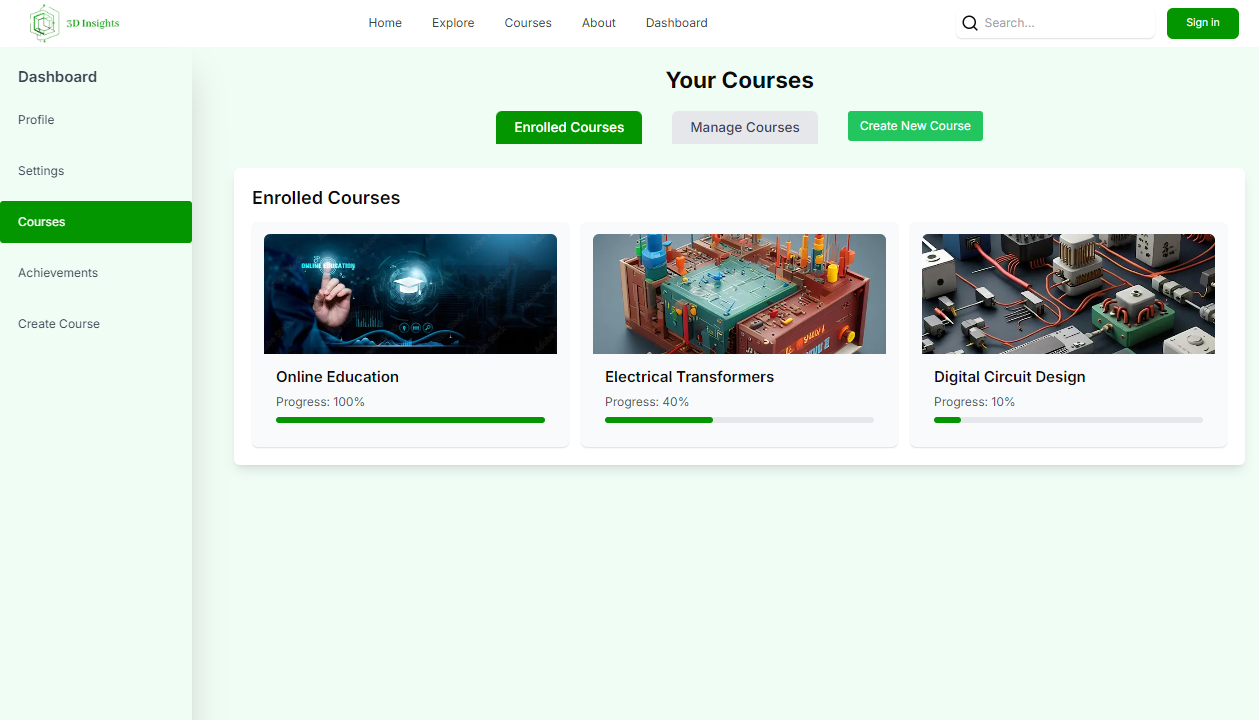 3D Insights
Home Explore Courses About Dashboard
Search...
Sign in
Dashboard
Profile
Settings
Courses
Achievements
Create Course
Your Courses
Enrolled Courses Manage Courses Create New Course
Enrolled Courses
ONLINE EDUCATION
Online Education
Progress: 100%
Electrical Transformers
Progress: 40%
Digital Circuit Design
Progress: 10%